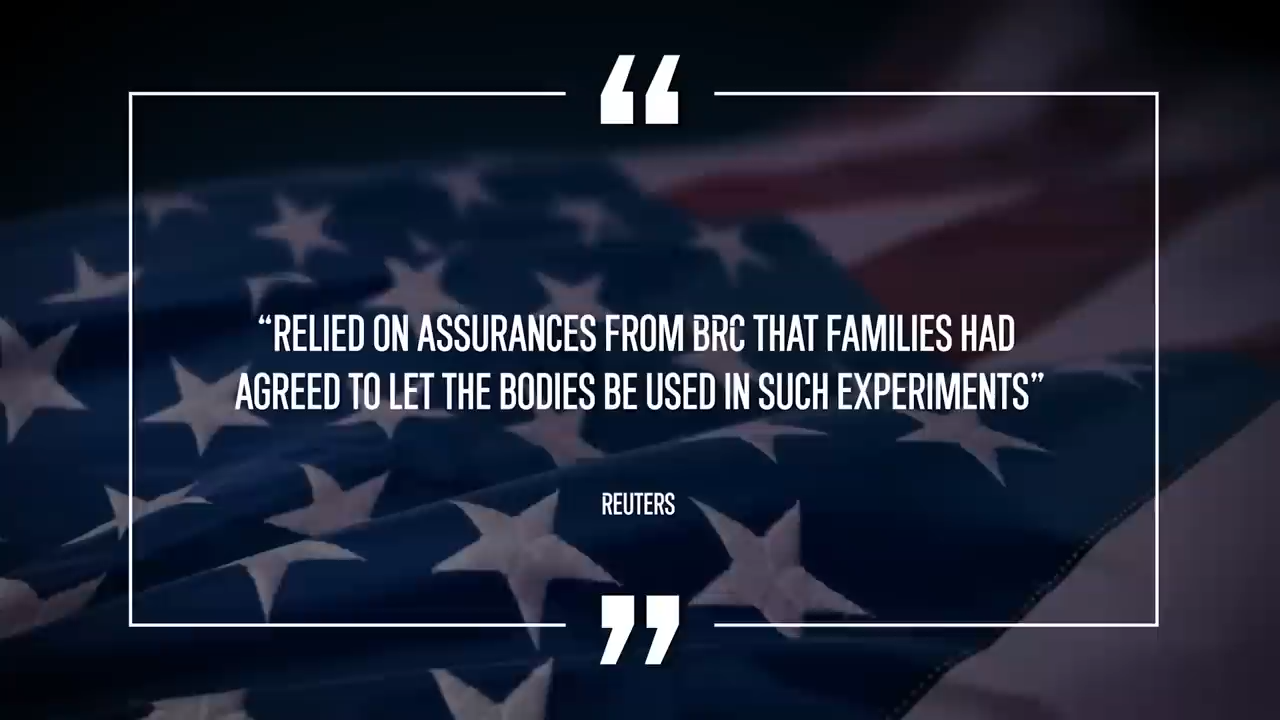 “RELIED ON ASSURANCES FROM BRC THAT FAMILIES HAD
AGREED TO LET THE BODIES BE USED IN SUCH EXPERIMENTS”
REUTERS